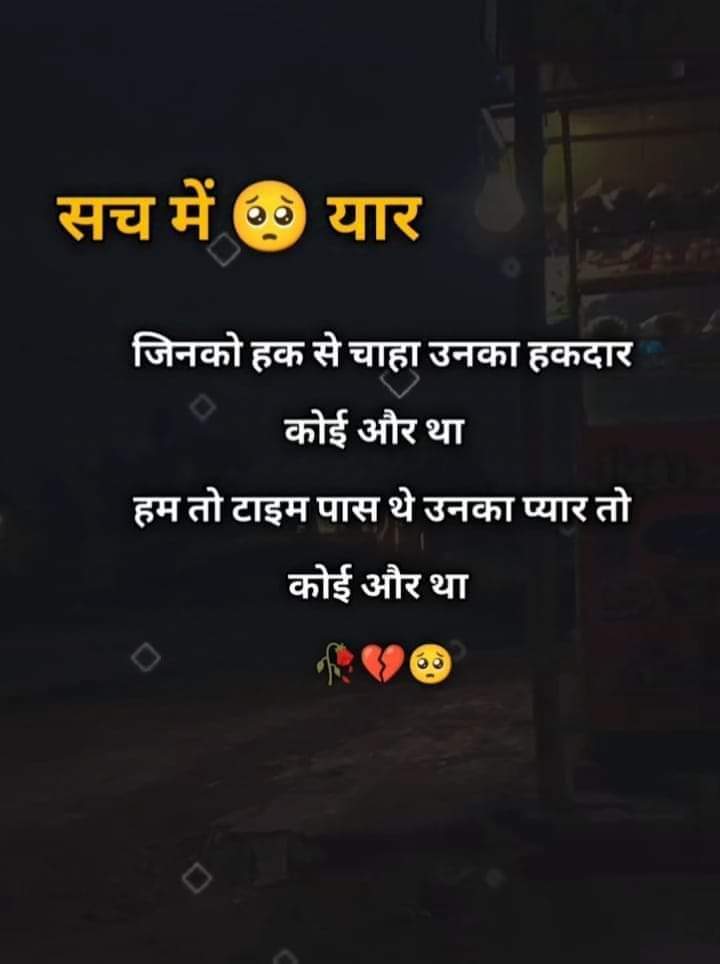 सच में 🥺 यार
जिनको हक से चाहा उनका हकदार
कोई और था
हम तो टाइम पास थे उनका प्यार तो
कोई और था
🥀💔🥺